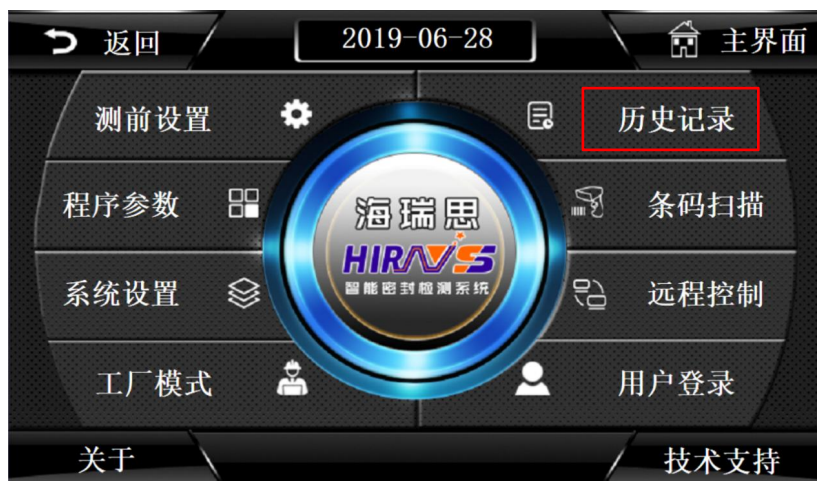 返回
2019-06-28
主界面
测前设置
历史记录
程序参数
条码扫描
海瑞思
HIRAYS
智能密封检测系统
系统设置
远程控制
工厂模式
用户登录
关于
技术支持